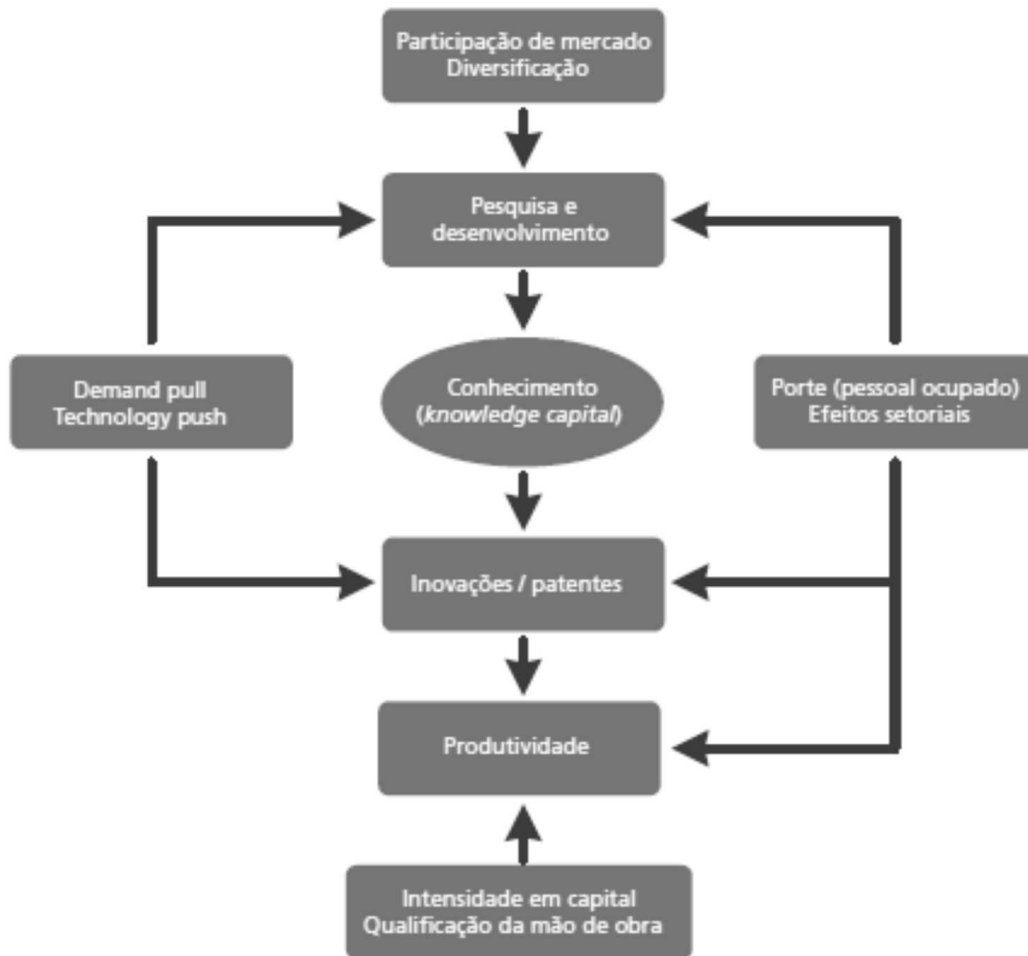 Participação de mercado
Diversificação
Pesquisa e
desenvolvimento
Demand pull
Technology push
Conhecimento
(knowledge capital)
Porte (pessoal ocupado)
Efeitos setoriais
Inovações / patentes
Produtividade
Intensidade em capital
Qualificação da mão de obra